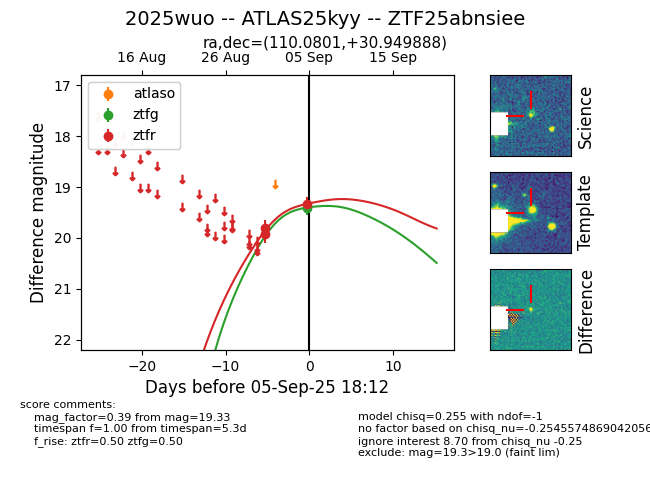 2025wuo -- ATLAS25kyy -- ZTF25abnsiee
ra,dec=(110.0801,+30.949888)
16 Aug 26 Aug 05 Sep 15 Sep
17
18
19
20
21
22
Difference magnitude
atlaso
ztfg
ztfr
−20 −10 0 10
Days before 05-Sep-25 18:12
Science
Template
Difference
score comments:
mag_factor=0.39 from mag=19.33
timespan f=1.00 from timespan=5.3d
f_rise: ztfr=0.50 ztfg=0.50
model chisq=0.255 with ndof=-1
no factor based on chisq_nu=-0.2545574869042056
ignore interest 8.70 from chisq_nu -0.25
exclude: mag=19.3>19.0 (faint lim)